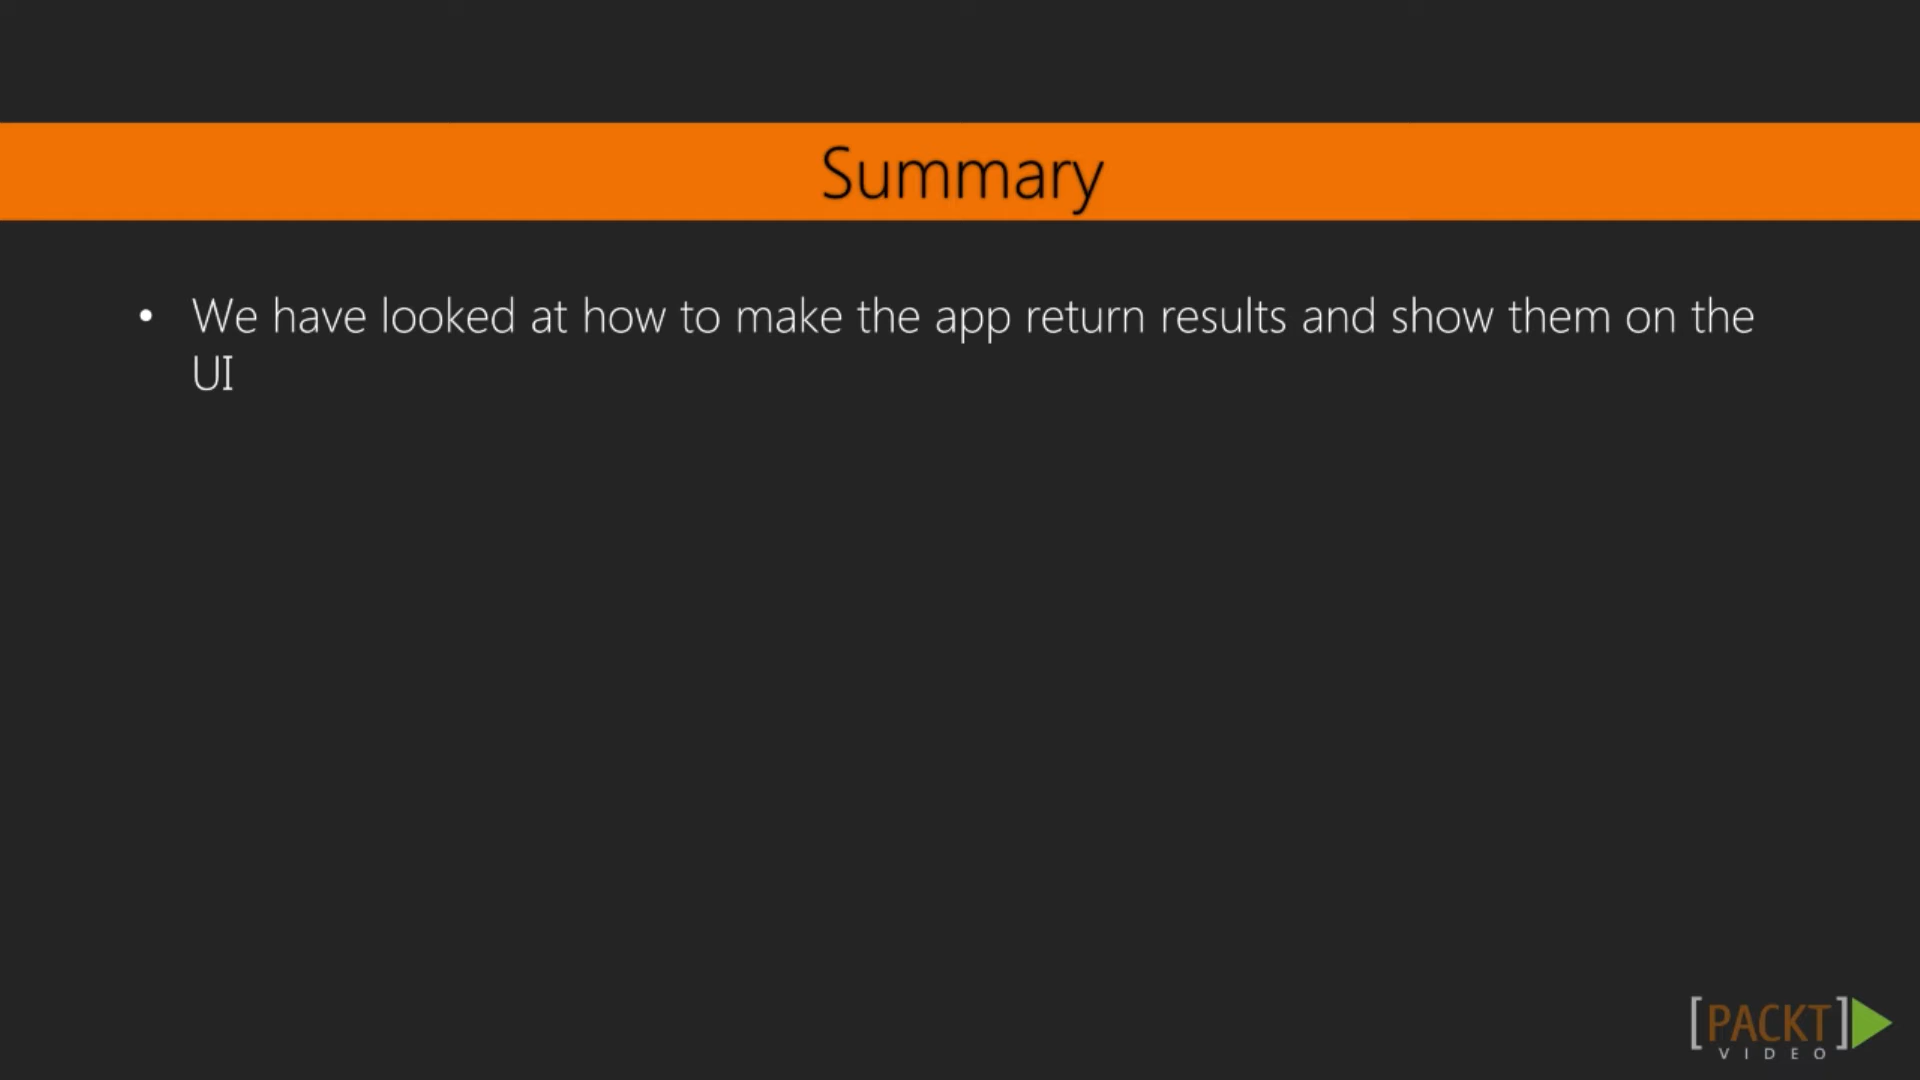 Summary
• We have looked at how to make the app return results and show them on the
UI
[PACKT]
VIDEO